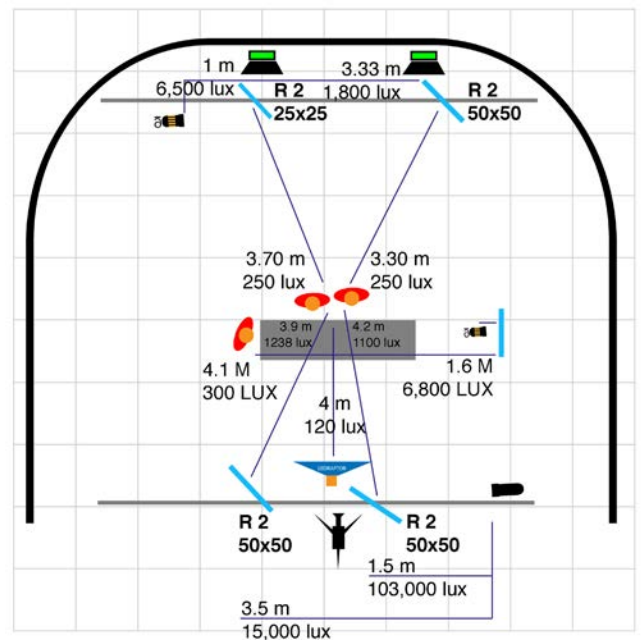 1 m
6,500 lux
3.33 m
1,800 lux
R 2
25x25
R 2
50x50
3.70 m
250 lux
3.30 m
250 lux
3.9 m
1238 lux
4.2 m
1100 lux
4.1 M
300 LUX
1.6 M
6,800 LUX
4 m
120 lux
R 2
50x50
R 2
50x50
1.5 m
103,000 lux
3.5 m
15,000 lux